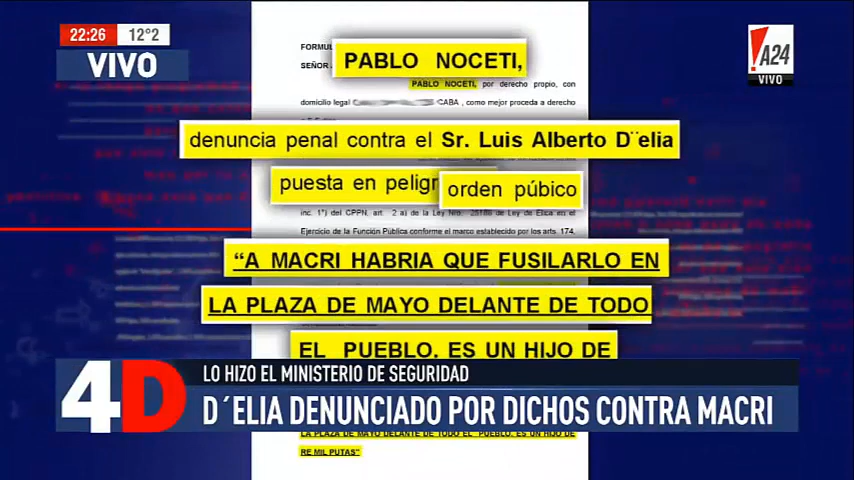 22:26 12°2
VIVO
A24
VIVO
SEÑOR
PABLO NOCETI,
PABLO NOCETI, por derecho propio, con
domicilio legal CABA , como mejor proceda a derecho
denuncia penal contra el Sr. Luis Alberto D¨elia
puesta en peligr
orden púbico
inc. 1°) del CPPN, art. 2 a) de la Ley Nro. 25188 de Ley de Etica en el
Ejercicio de la Función Pública conforme el marco establecido por los arts. 174,
“A MACRI HABRIA QUE FUSILARLO EN
LA PLAZA DE MAYO DELANTE DE TODO
EL PUEBLO. ES UN HIJO DE
4D
LO HIZO EL MINISTERIO DE SEGURIDAD
D´ELIA DENUNCIADO POR DICHOS CONTRA MACRI
LA PLAZA DE MAYO DELANTE DE TODO EL PUEBLO. ES UN HIJO DE
RE MIL PUTAS"